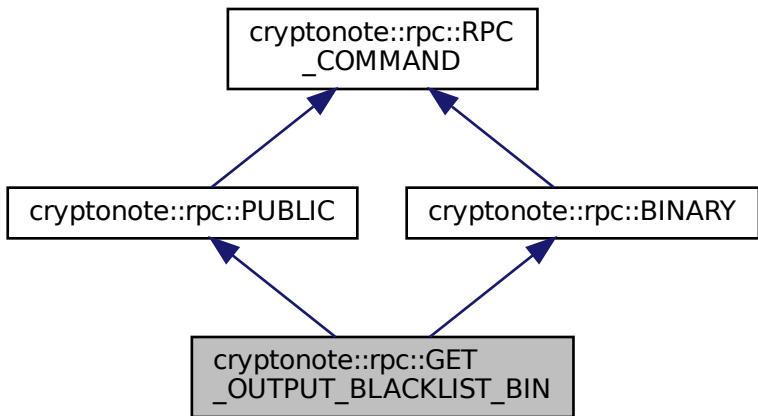 cryptonote::rpc::RPC
_COMMAND
cryptonote::rpc::PUBLIC
cryptonote::rpc::BINARY
cryptonote::rpc::GET
_OUTPUT_BLACKLIST_BIN